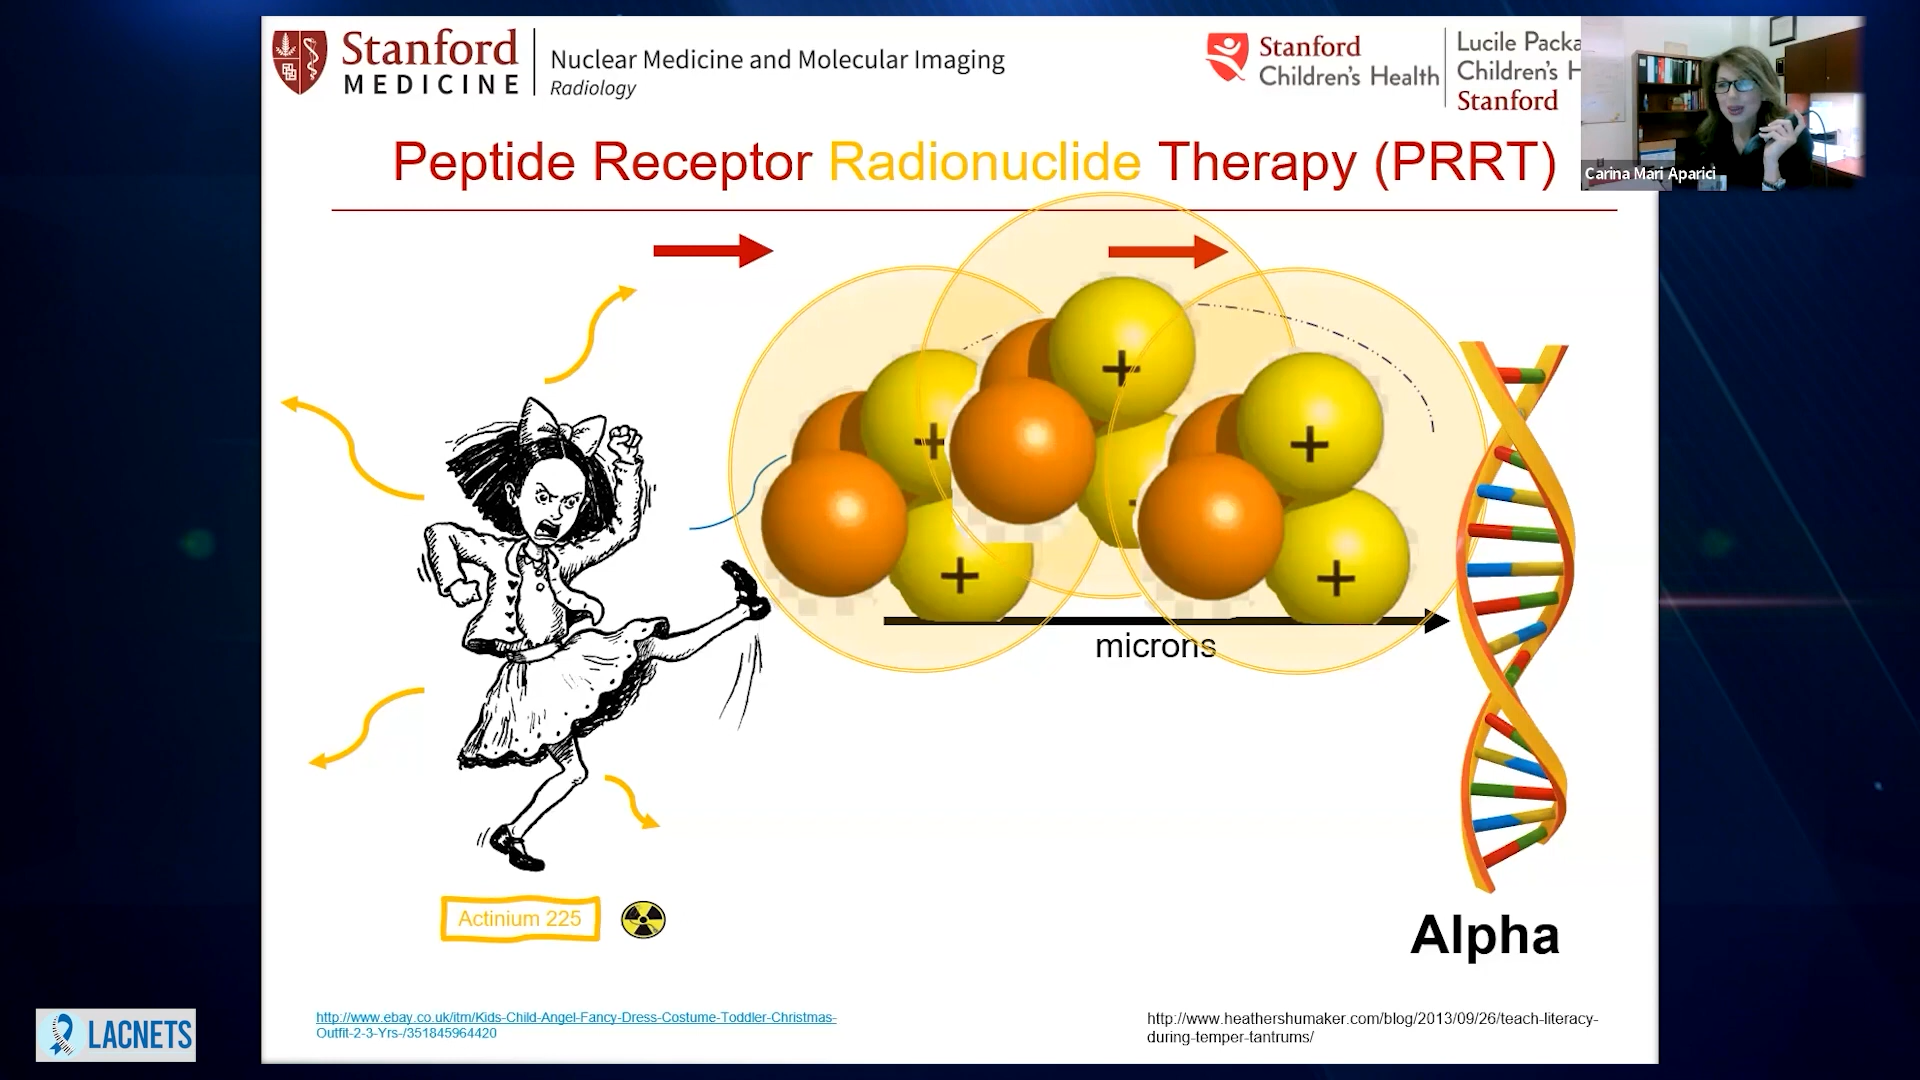 Stanford
MEDICINE
Nuclear Medicine and Molecular Imaging
Radiology
Stanford
Children's Health
Lucile Packa
Children's H
Stanford
Peptide Receptor Radionuclide Therapy (PRRT)
Carina Mari Aparici
+
+
+
+
+
+
microns
Actinium 225
Alpha
http://www.ebay.co.uk/itm/Kids-Child-Angel-Fancy-Dress-Costume-Toddler-Christmas-
Outfit-2-3-Yrs-/351845964420
http://www.heathershumaker.com/blog/2013/09/26/teach-literacy-
during-temper-tantrums/
LACNETS